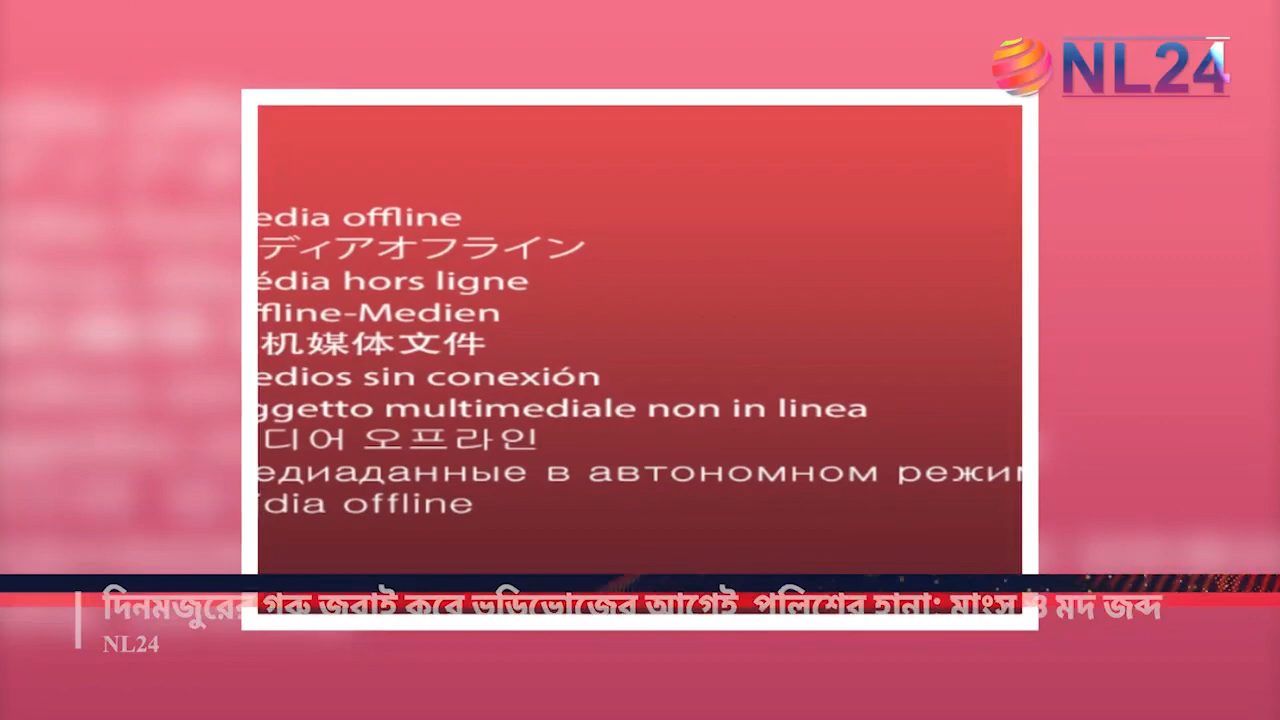 NL24
edia offline
ディアオフライン
édia hors ligne
ffline-Medien
机媒体文件
edios sin conexión
ggetto multimediale non in linea
디어 오프라인
едиаданные в автономном режим
ídia offline
দিনমজুরের গরু জবাই করে ভুড়িভোজের আগেই, পুলিশের হানা; মাংস ও মদ জব্দ
NL24